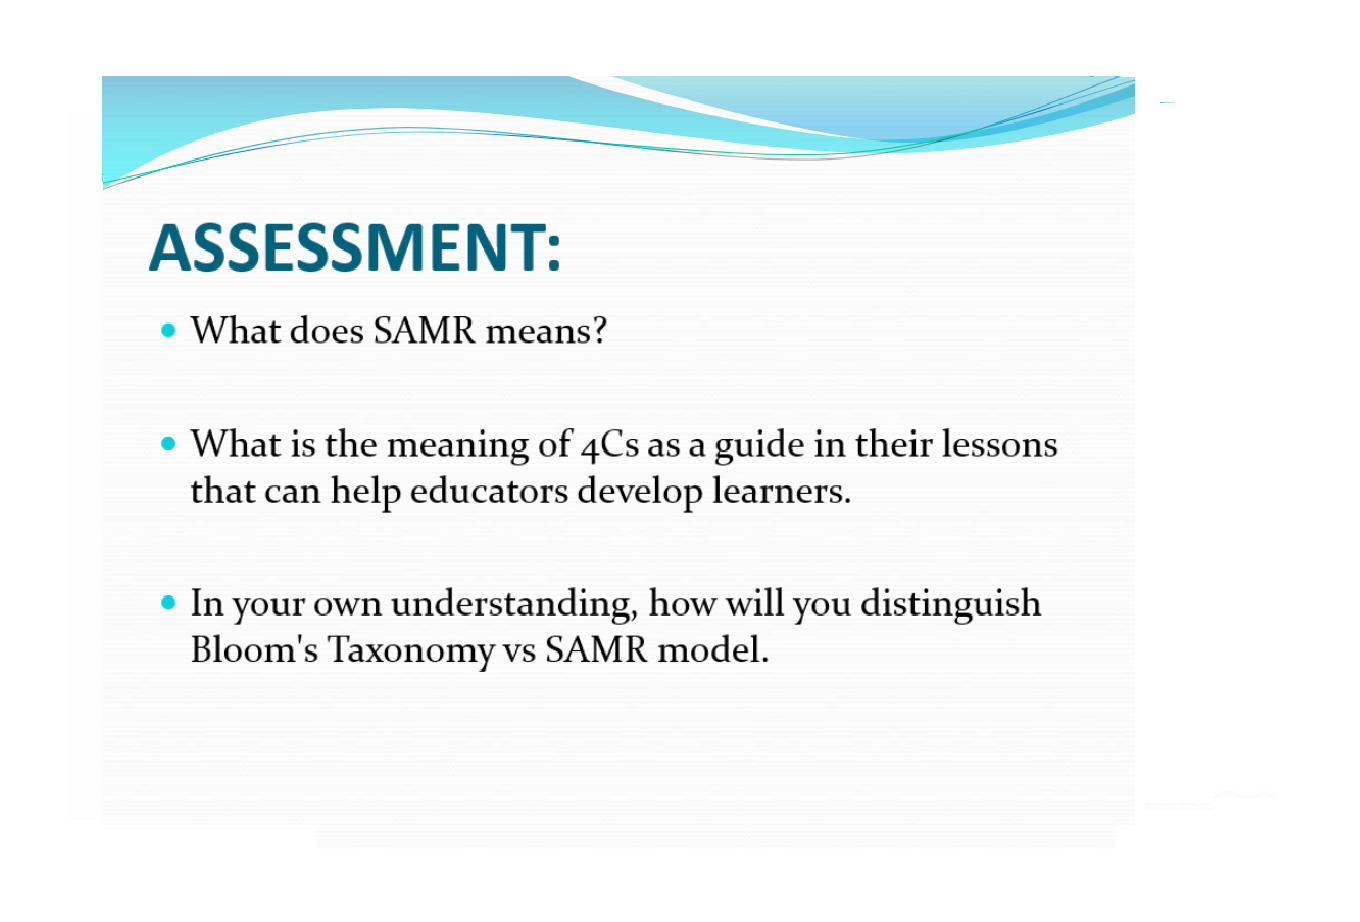 ASSESSMENT:
• What does SAMR means?
• What is the meaning of 4Cs as a guide in their lessons
that can help educators develop learners.
• In your own understanding, how will you distinguish
Bloom's Taxonomy vs SAMR model.